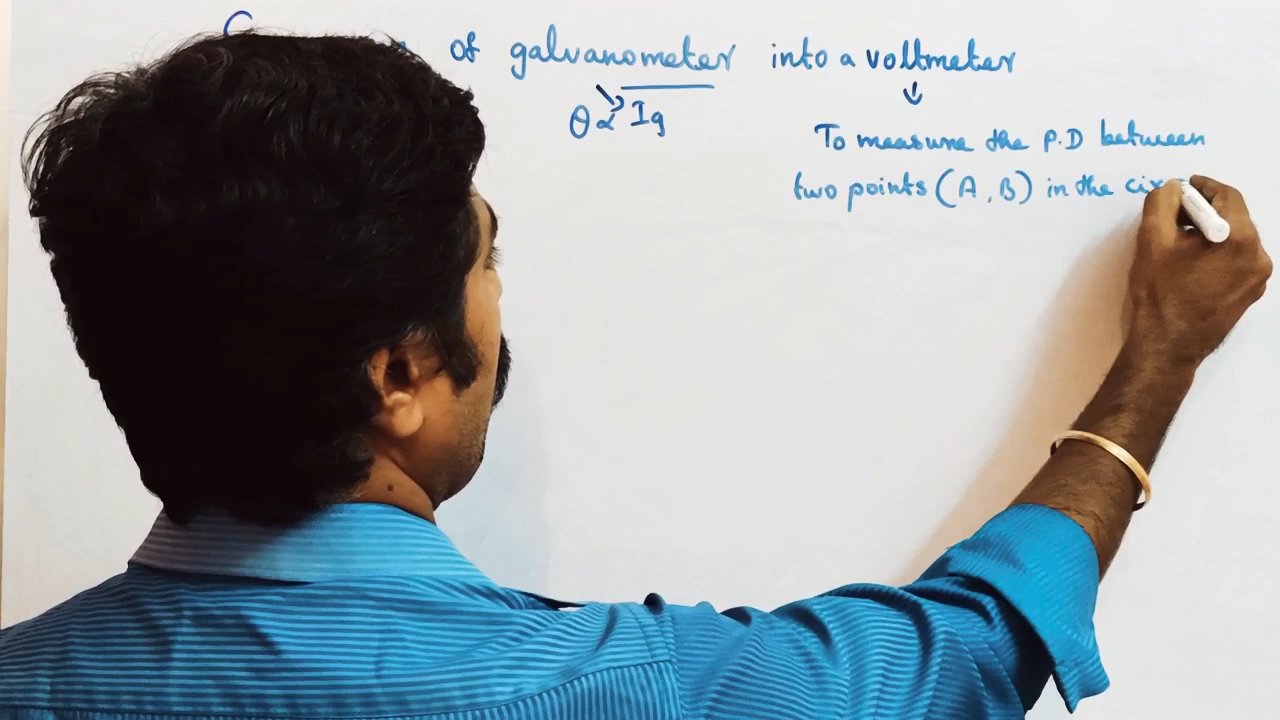 of galvanometer into a voltmeter
θ ∝ Ig
↓
To measure the P.D between
two points (A, B) in the